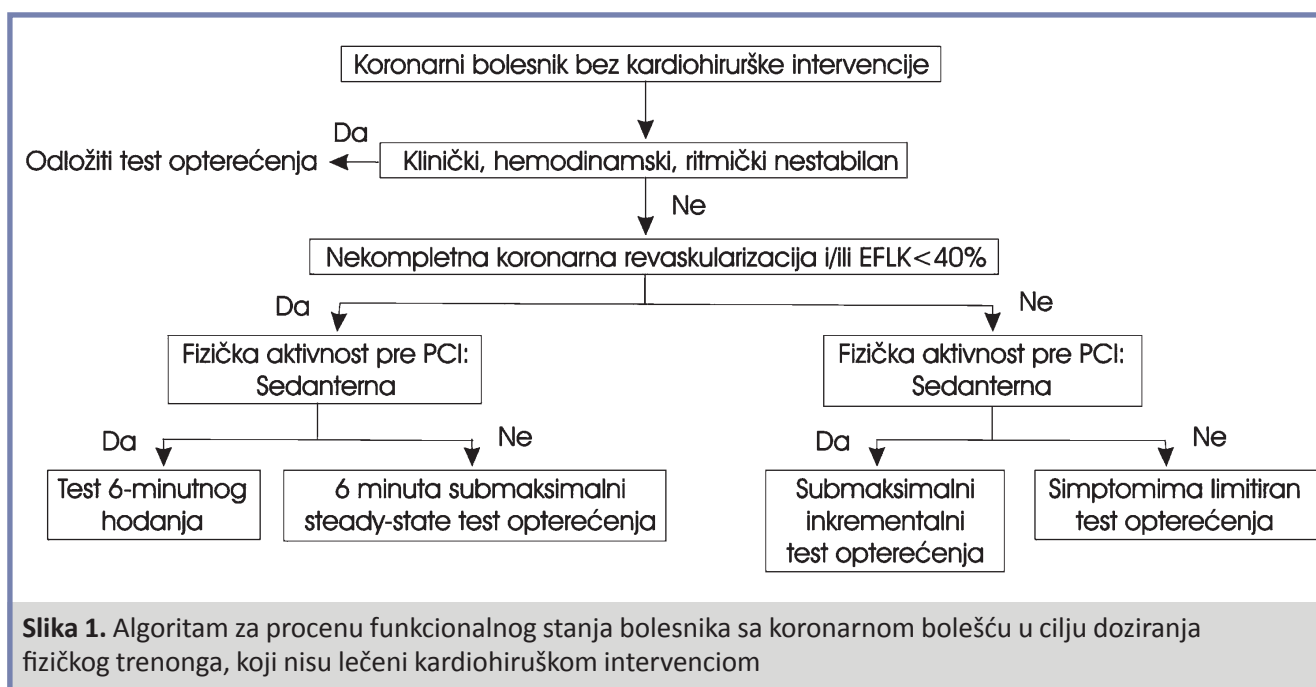 Koronarni bolesnik bez kardiohirurške intervencije
Da
Odložiti test opterećenja
Klinički, hemodinamski, ritmički nestabilan
Ne
Nekompletna koronarna revaskularizacija i/ili EFLK<40%
Da
Ne
Fizička aktivnost pre PCI:
Sedanterna
Fizička aktivnost pre PCI:
Sedanterna
Da
Ne
Da
Ne
Test 6-minutnog
hodanja
6 minuta submaksimalni
steady-state test opterećenja
Submaksimalni
inkrementalni
test opterećenja
Simptomima limitiran
test opterećenja
Slika 1. Algoritam za procenu funkcionalnog stanja bolesnika sa koronarnom bolešću u cilju doziranja
fizičkog trenonga, koji nisu lečeni kardiohiruškom intervenciom